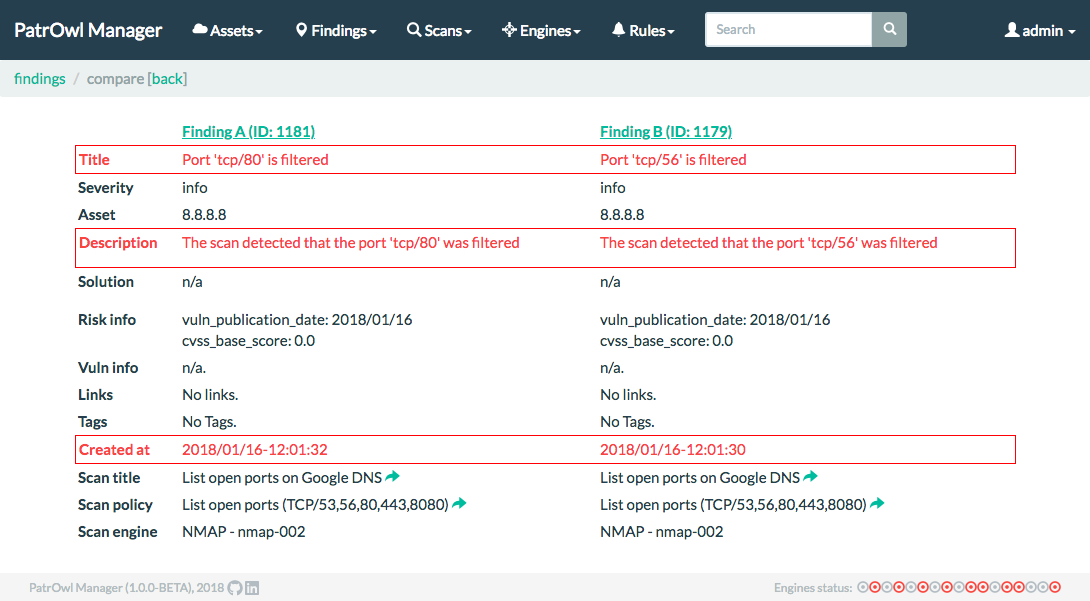 PatrOwl Manager Assets Findings Scans Engines Rules Search admin
findings / compare [back]
Finding A (ID: 1181) Finding B (ID: 1179)
Title Port 'tcp/80' is filtered Port 'tcp/56' is filtered
Severity info info
Asset 8.8.8.8 8.8.8.8
Description The scan detected that the port 'tcp/80' was filtered The scan detected that the port 'tcp/56' was filtered
Solution n/a n/a
Risk info vuln_publication_date: 2018/01/16 vuln_publication_date: 2018/01/16
cvss_base_score: 0.0 cvss_base_score: 0.0
Vuln info n/a. n/a.
Links No links. No links.
Tags No Tags. No Tags.
Created at 2018/01/16-12:01:32 2018/01/16-12:01:30
Scan title List open ports on Google DNS List open ports on Google DNS
Scan policy List open ports (TCP/53,56,80,443,8080) List open ports (TCP/53,56,80,443,8080)
Scan engine NMAP - nmap-002 NMAP - nmap-002
PatrOwl Manager (1.0.0-BETA), 2018 in Engines status: